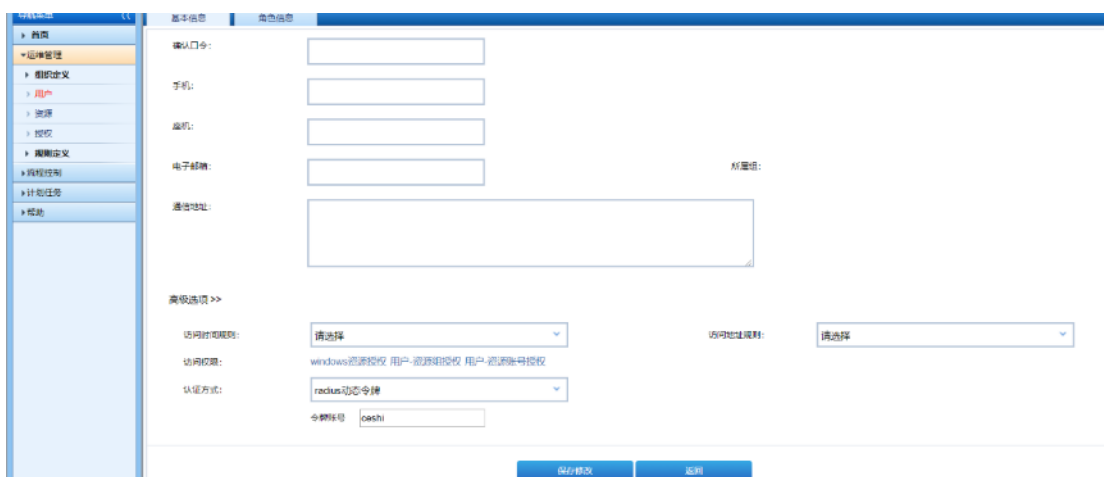 导航菜单
基本信息 角色信息
首页
运维管理
组织定义
用户
资源
授权
规则定义
流程控制
计划任务
帮助
确认口令:
手机:
座机:
电子邮箱: 所属组:
通信地址:
高级选项 >>
访问时间规则: 请选择 访问地址规则: 请选择
访问权限: windows资源授权 用户-资源组授权 用户-资源账号授权
认证方式: radius动态令牌
令牌账号 ceshi
保存修改 返回